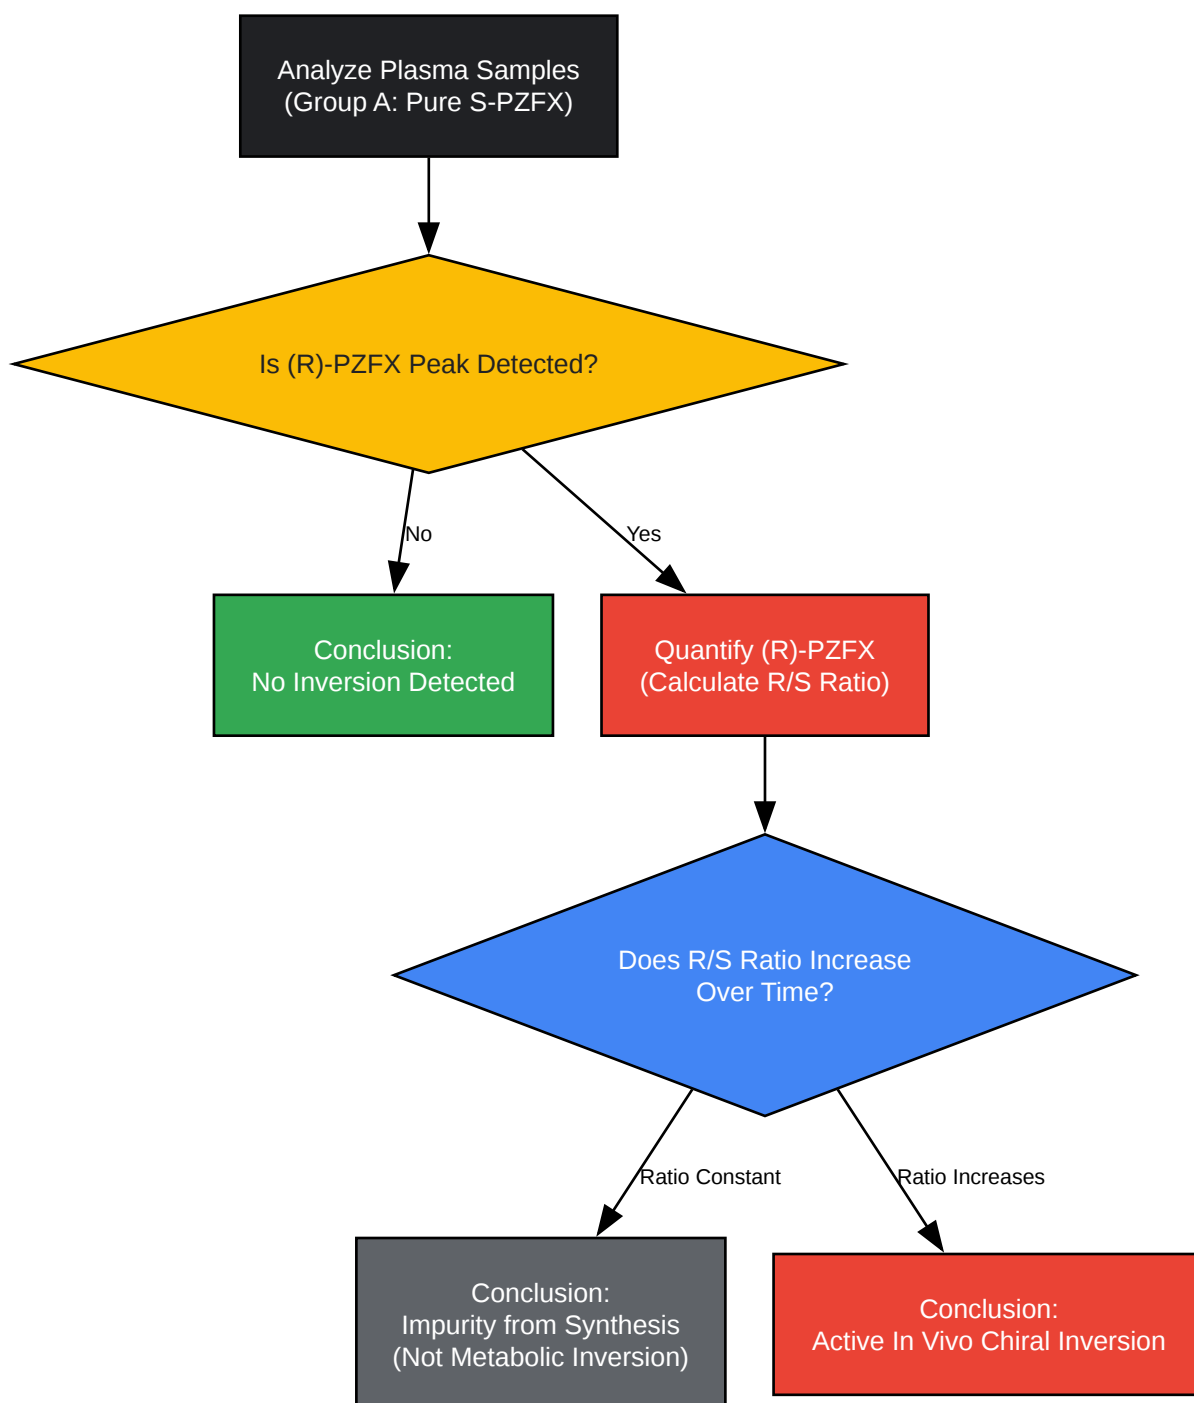 Analyze Plasma Samples
(Group A: Pure S-PZFX)
Is (R)-PZFX Peak Detected?
No
Yes
Conclusion:
No Inversion Detected
Quantify (R)-PZFX
(Calculate R/S Ratio)
Does R/S Ratio Increase
Over Time?
Ratio Constant
Ratio Increases
Conclusion:
Impurity from Synthesis
(Not Metabolic Inversion)
Conclusion:
Active In Vivo Chiral Inversion